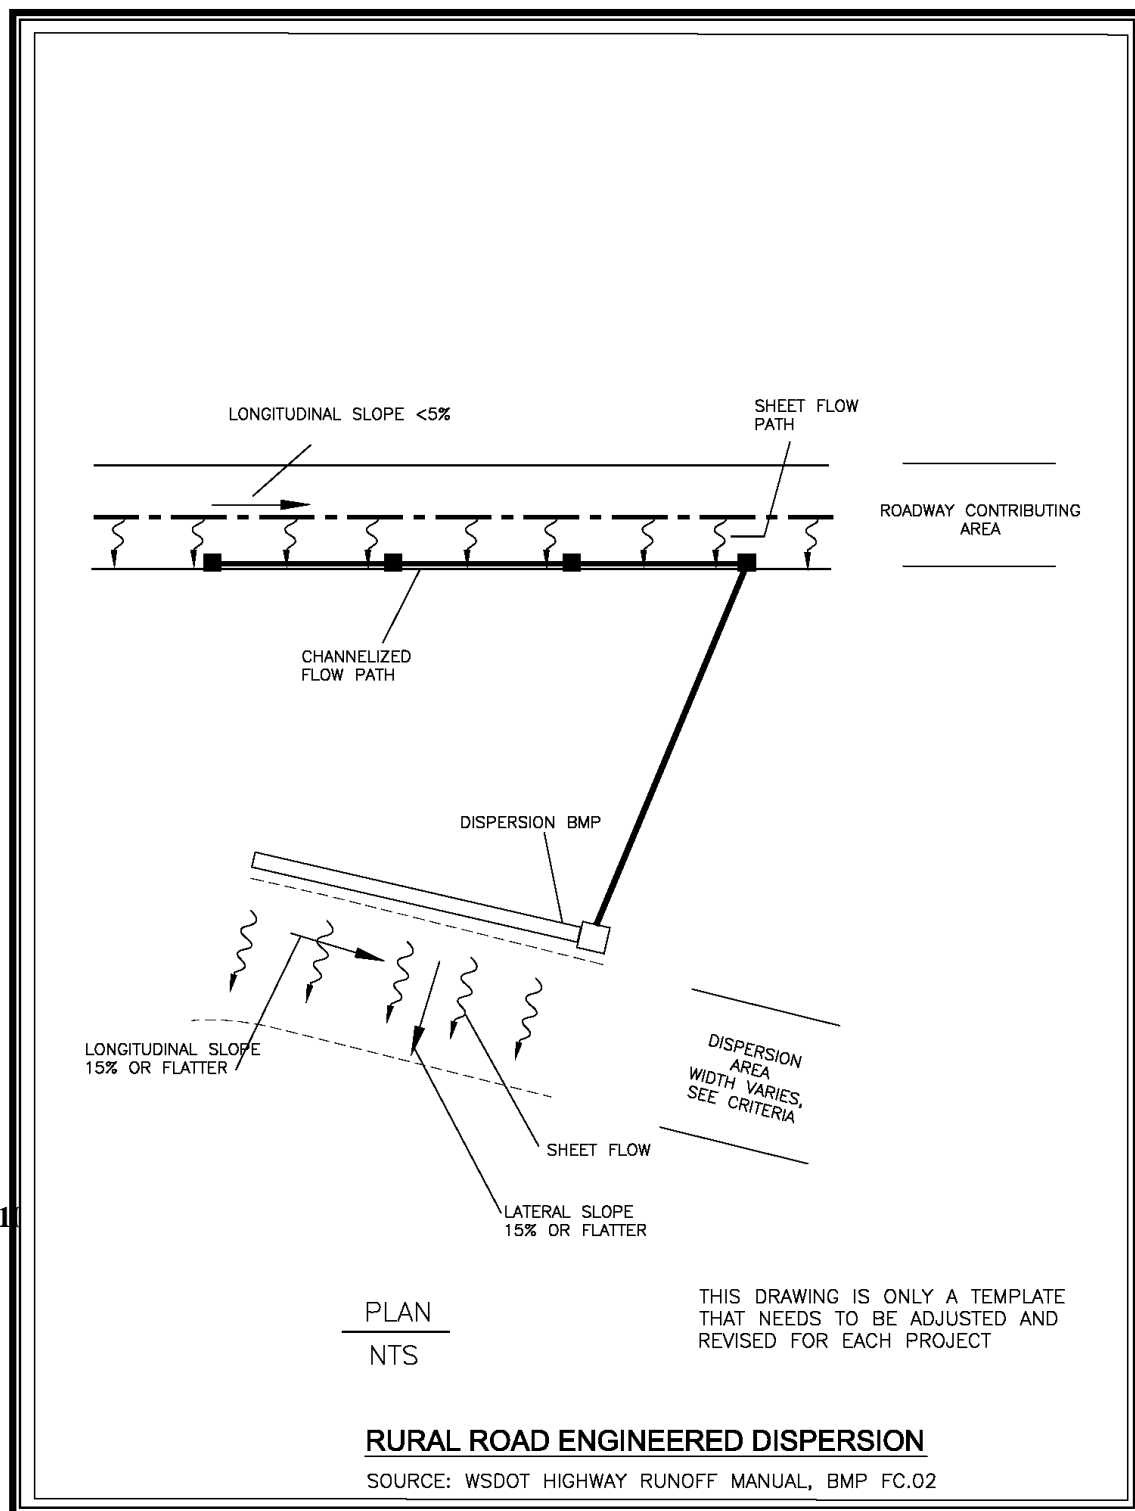 LONGITUDINAL SLOPE <5%
SHEET FLOW
PATH
ROADWAY CONTRIBUTING
AREA
CHANNELIZED
FLOW PATH
DISPERSION BMP
LONGITUDINAL SLOPE
15% OR FLATTER
DISPERSION
AREA
WIDTH VARIES,
SEE CRITERIA
SHEET FLOW
LATERAL SLOPE
15% OR FLATTER
PLAN
NTS
THIS DRAWING IS ONLY A TEMPLATE
THAT NEEDS TO BE ADJUSTED AND
REVISED FOR EACH PROJECT
RURAL ROAD ENGINEERED DISPERSION
SOURCE: WSDOT HIGHWAY RUNOFF MANUAL, BMP FC.02